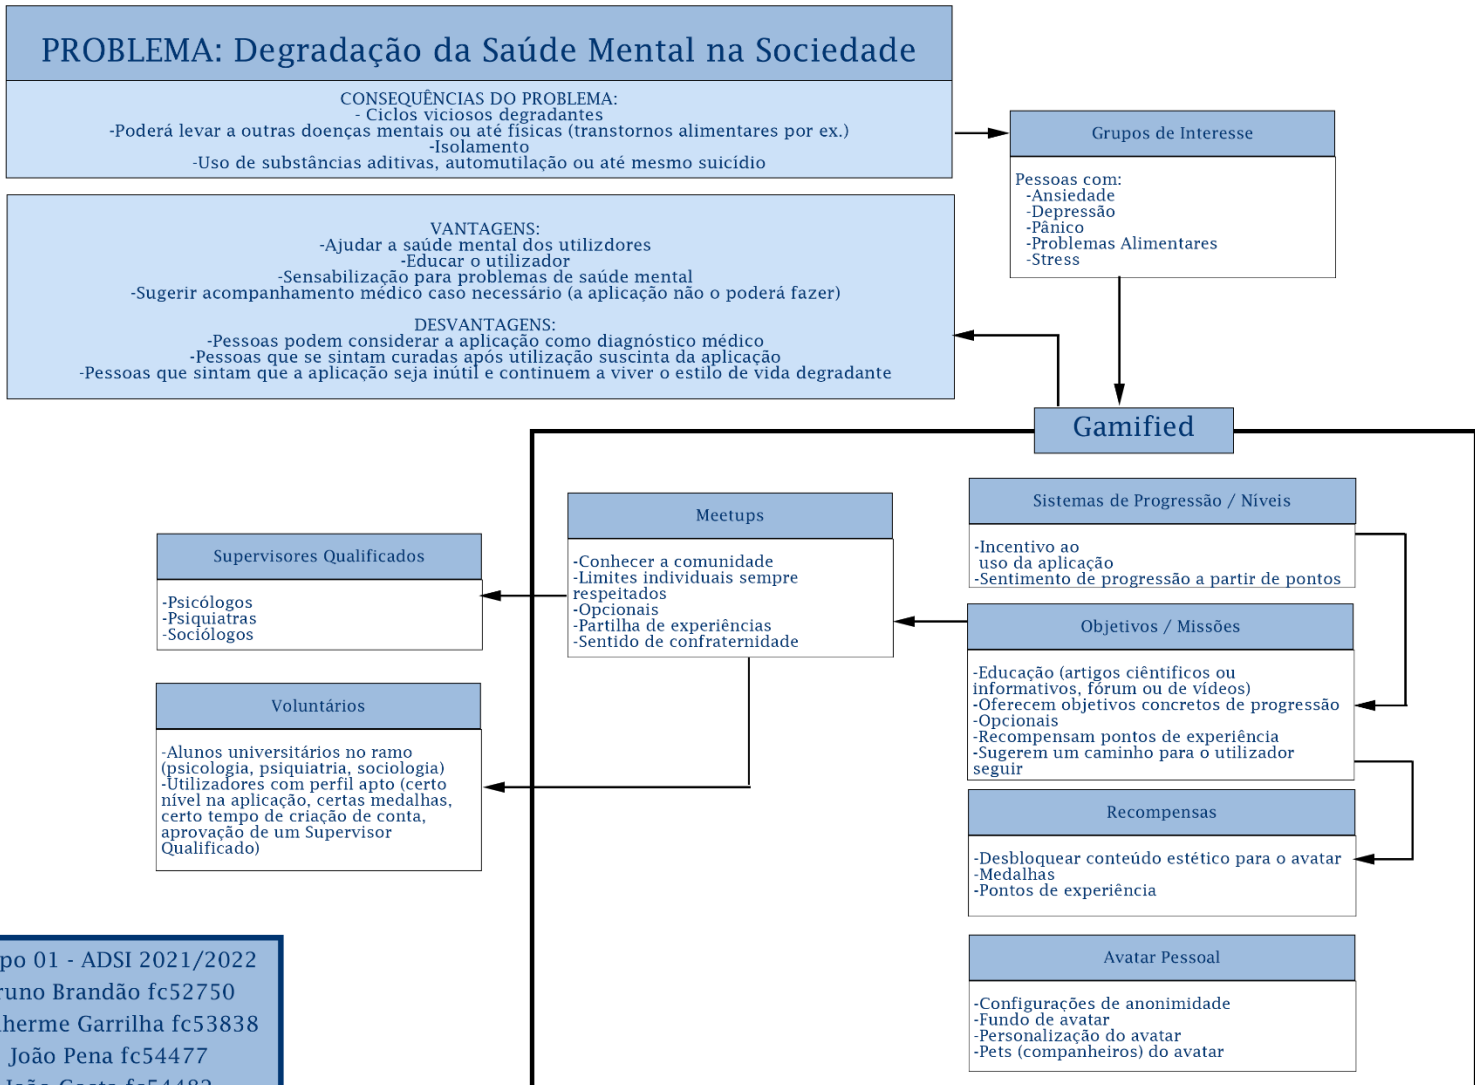 PROBLEMA: Degradação da Saúde Mental na Sociedade
CONSEQUÊNCIAS DO PROBLEMA:
- Ciclos viciosos degradantes
-Poderá levar a outras doenças mentais ou até físicas (transtornos alimentares por ex.)
-Isolamento
-Uso de substâncias aditivas, automutilação ou até mesmo suicídio
Grupos de Interesse
Pessoas com:
-Ansiedade
-Depressão
-Pânico
-Problemas Alimentares
-Stress
VANTAGENS:
-Ajudar a saúde mental dos utilizdores
-Educar o utilizador
-Sensabilização para problemas de saúde mental
-Sugerir acompanhamento médico caso necessário (a aplicação não o poderá fazer)
DESVANTAGENS:
-Pessoas podem considerar a aplicação como diagnóstico médico
-Pessoas que se sintam curadas após utilização suscinta da aplicação
-Pessoas que sintam que a aplicação seja inútil e continuem a viver o estilo de vida degradante
Gamified
Sistemas de Progressão / Níveis
-Incentivo ao
uso da aplicação
-Sentimento de progressão a partir de pontos
Meetups
-Conhecer a comunidade
-Limites individuais sempre
respeitados
-Opcionais
-Partilha de experiências
-Sentido de confraternidade
Supervisores Qualificados
-Psicólogos
-Psiquiatras
-Sociólogos
Objetivos / Missões
-Educação (artigos ciêntificos ou
informativos, fórum ou de vídeos)
-Oferecem objetivos concretos de progressão
-Opcionais
-Recompensam pontos de experiência
-Sugerem um caminho para o utilizador
seguir
Voluntários
-Alunos universitários no ramo
(psicologia, psiquiatria, sociologia)
-Utilizadores com perfil apto (certo
nível na aplicação, certas medalhas,
certo tempo de criação de conta,
aprovação de um Supervisor
Qualificado)
Recompensas
-Desbloquear conteúdo estético para o avatar
-Medalhas
-Pontos de experiência
Avatar Pessoal
-Configurações de anonimidade
-Fundo de avatar
-Personalização do avatar
-Pets (companheiros) do avatar
po 01 - ADSI 2021/2022
runo Brandão fc52750
lherme Garrilha fc53838
João Pena fc54477
João Costa fc54482